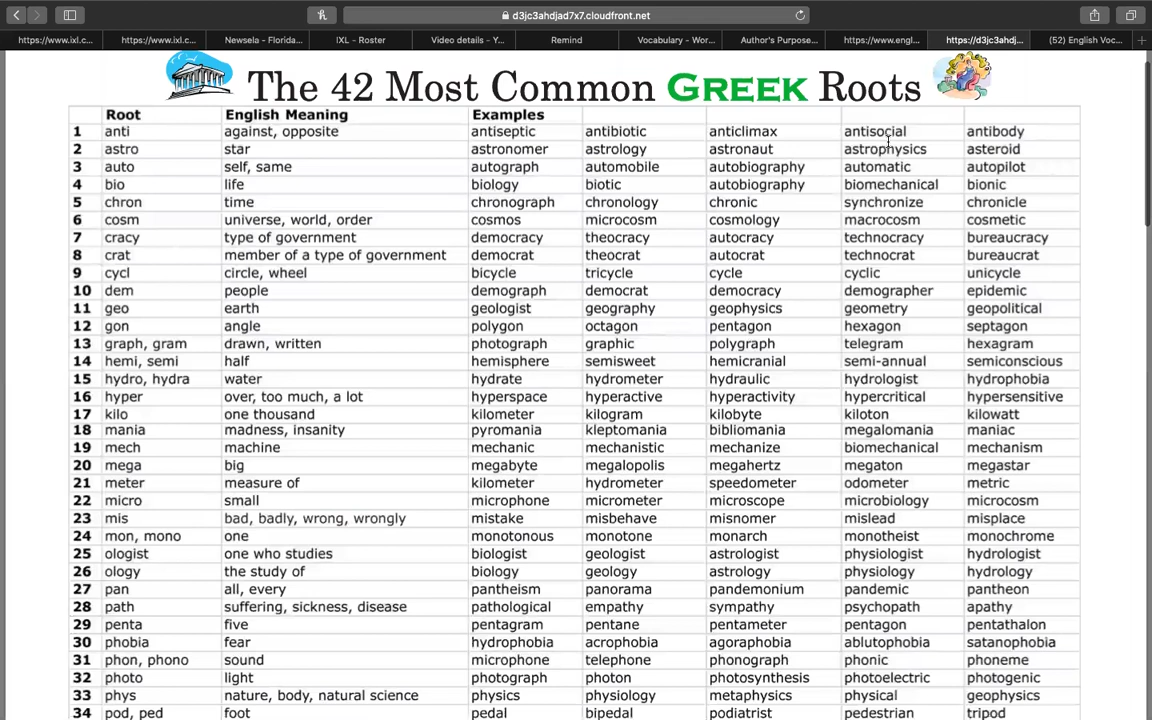 d3jc3ahdjad7x7.cloudfront.net
https://www.ixl.c... https://www.ixl.c... Newsela - Florida... IXL - Roster Video details - Y... Remind Vocabulary - Wor... Author's Purpose... https://www.engl... https://d3jc3ahdj... (52) English Voc...
The 42 Most Common GREEK Roots
Root English Meaning Examples
1 anti against, opposite antiseptic antibiotic anticlimax antisocial antibody
2 astro star astronomer astrology astronaut astrophysics asteroid
3 auto self, same autograph automobile autobiography automatic autopilot
4 bio life biology biotic autobiography biomechanical bionic
5 chron time chronograph chronology chronic synchronize chronicle
6 cosm universe, world, order cosmos microcosm cosmology macrocosm cosmetic
7 cracy type of government democracy theocracy autocracy technocracy bureaucracy
8 crat member of a type of government democrat theocrat autocrat technocrat bureaucrat
9 cycl circle, wheel bicycle tricycle cycle cyclic unicycle
10 dem people demograph democrat democracy demographer epidemic
11 geo earth geologist geography geophysics geometry geopolitical
12 gon angle polygon octagon pentagon hexagon septagon
13 graph, gram drawn, written photograph graphic polygraph telegram hexagram
14 hemi, semi half hemisphere semisweet hemicranial semi-annual semiconscious
15 hydro, hydra water hydrate hydrometer hydraulic hydrologist hydrophobia
16 hyper over, too much, a lot hyperspace hyperactive hyperactivity hypercritical hypersensitive
17 kilo one thousand kilometer kilogram kilobyte kiloton kilowatt
18 mania madness, insanity pyromania kleptomania bibliomania megalomania maniac
19 mech machine mechanic mechanistic mechanize biomechanical mechanism
20 mega big megabyte megalopolis megahertz megaton megastar
21 meter measure of kilometer hydrometer speedometer odometer metric
22 micro small microphone micrometer microscope microbiology microcosm
23 mis bad, badly, wrong, wrongly mistake misbehave misnomer mislead misplace
24 mon, mono one monotonous monotone monarch monotheist monochrome
25 ologist one who studies biologist geologist astrologist physiologist hydrologist
26 ology the study of biology geology astrology physiology hydrology
27 pan all, every pantheism panorama pandemonium pandemic pantheon
28 path suffering, sickness, disease pathological empathy sympathy psychopath apathy
29 penta five pentagram pentane pentameter pentagon pentathalon
30 phobia fear hydrophobia acrophobia agoraphobia ablutophobia satanophobia
31 phon, phono sound microphone telephone phonograph phonic phoneme
32 photo light photograph photon photosynthesis photoelectric photogenic
33 phys nature, body, natural science physics physiology metaphysics physical geophysics
34 pod, ped foot pedal bipedal podiatrist pedestrian tripod